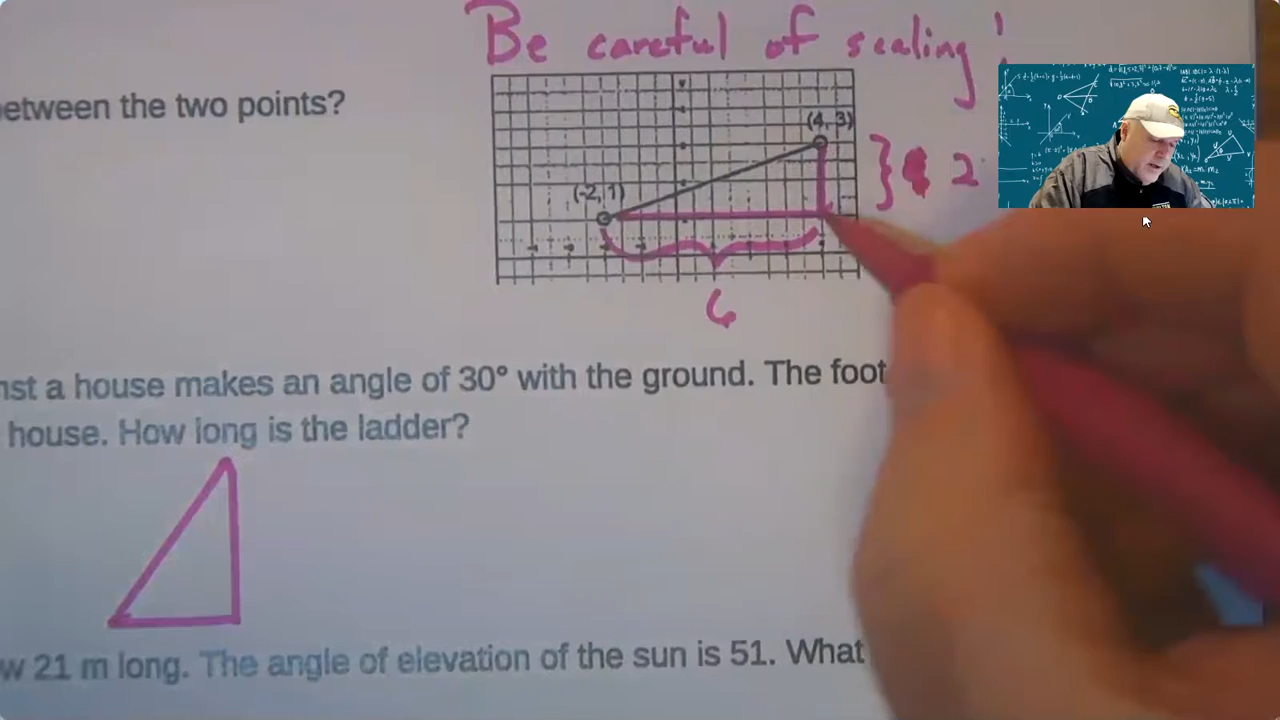 Be careful of scaling!
etween the two points?
(4, 3)
(-2, 1)
2
6
nst a house makes an angle of 30° with the ground. The foot
house. How long is the ladder?
w 21 m long. The angle of elevation of the sun is 51. What